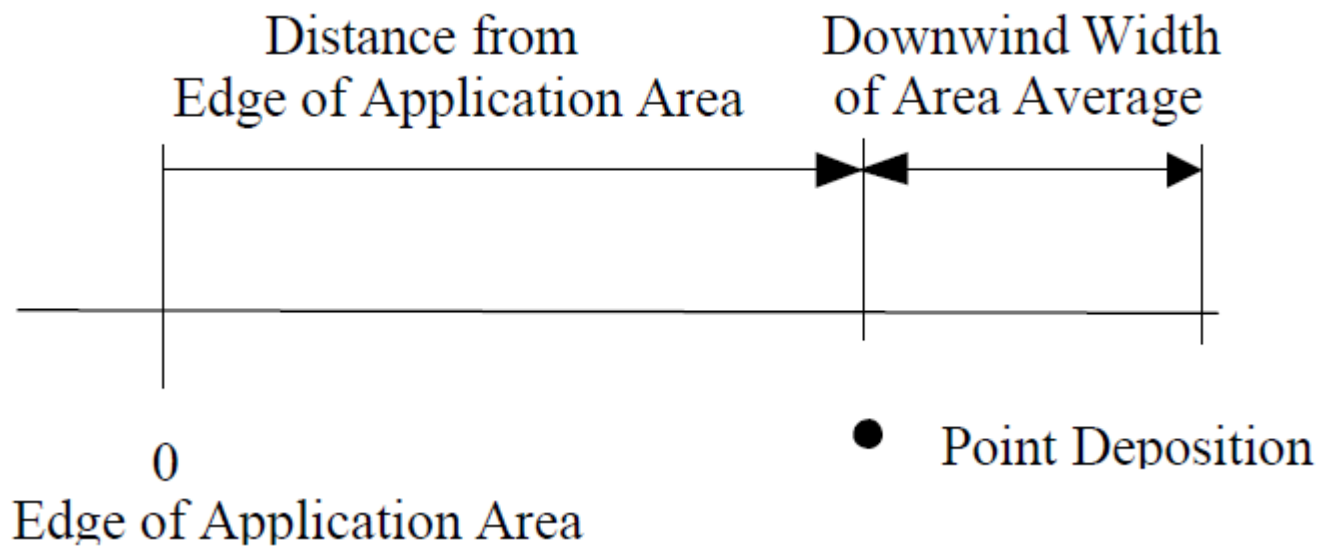 Distance from
Edge of Application Area
Downwind Width
of Area Average
0
Edge of Application Area
Point Deposition